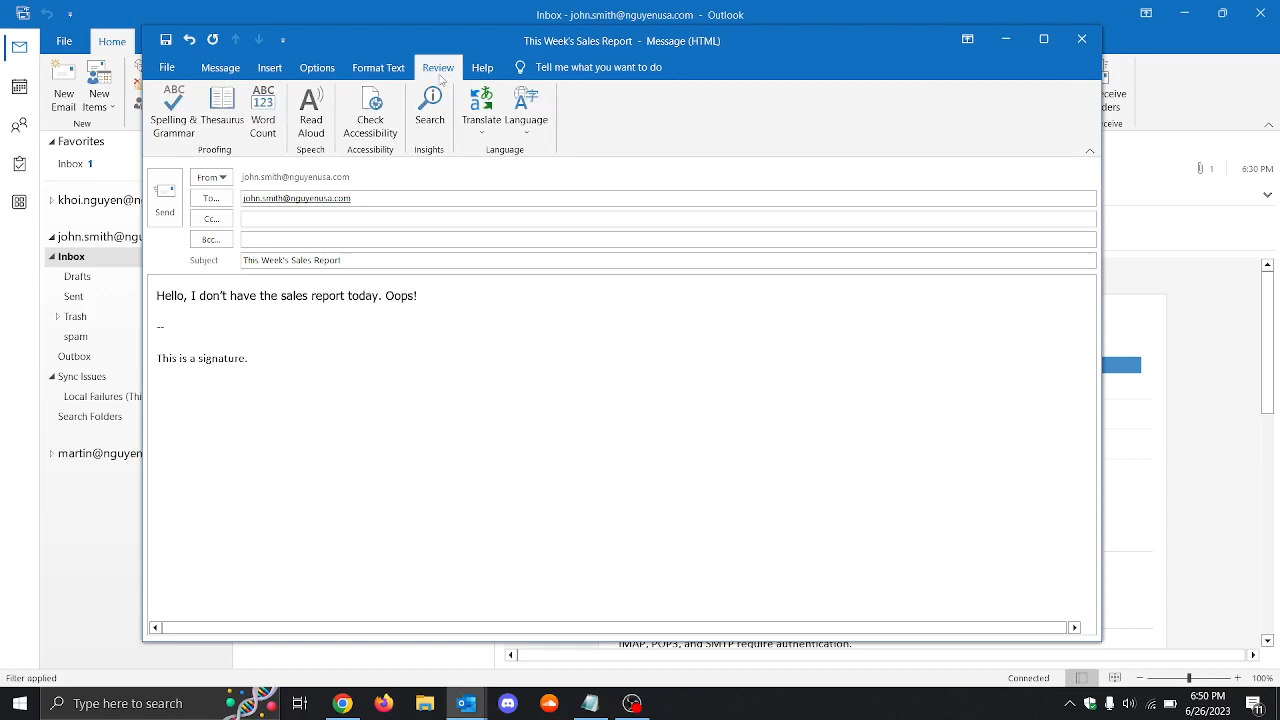 Inbox - john.smith@nguyenusa.com - Outlook
This Week's Sales Report - Message (HTML)
File Home
File Message Insert Options Format Text Review Help Tell me what you want to do
New Email
New Items
New
ABC
Spelling & Grammar
Thesaurus
ABC 123
Word Count
Proofing
Read Aloud
Speech
Check Accessibility
Accessibility
Search
Insights
Translate
Language
Language
Favorites
Inbox 1
khoi.nguyen@n
john.smith@ngu
Inbox
Drafts
Sent
Trash
spam
Outbox
Sync Issues
Local Failures (Thi
Search Folders
martin@nguyen
Send
From john.smith@nguyenusa.com
To... john.smith@nguyenusa.com
Cc...
Bcc...
Subject This Week's Sales Report
Hello, I don't have the sales report today. Oops!
--
This is a signature.
1 6:30 PM
IMAP, POP3, and SMTP require authentication.
Filter applied
Connected
100%
Type here to search
6:50 PM
6/26/2023